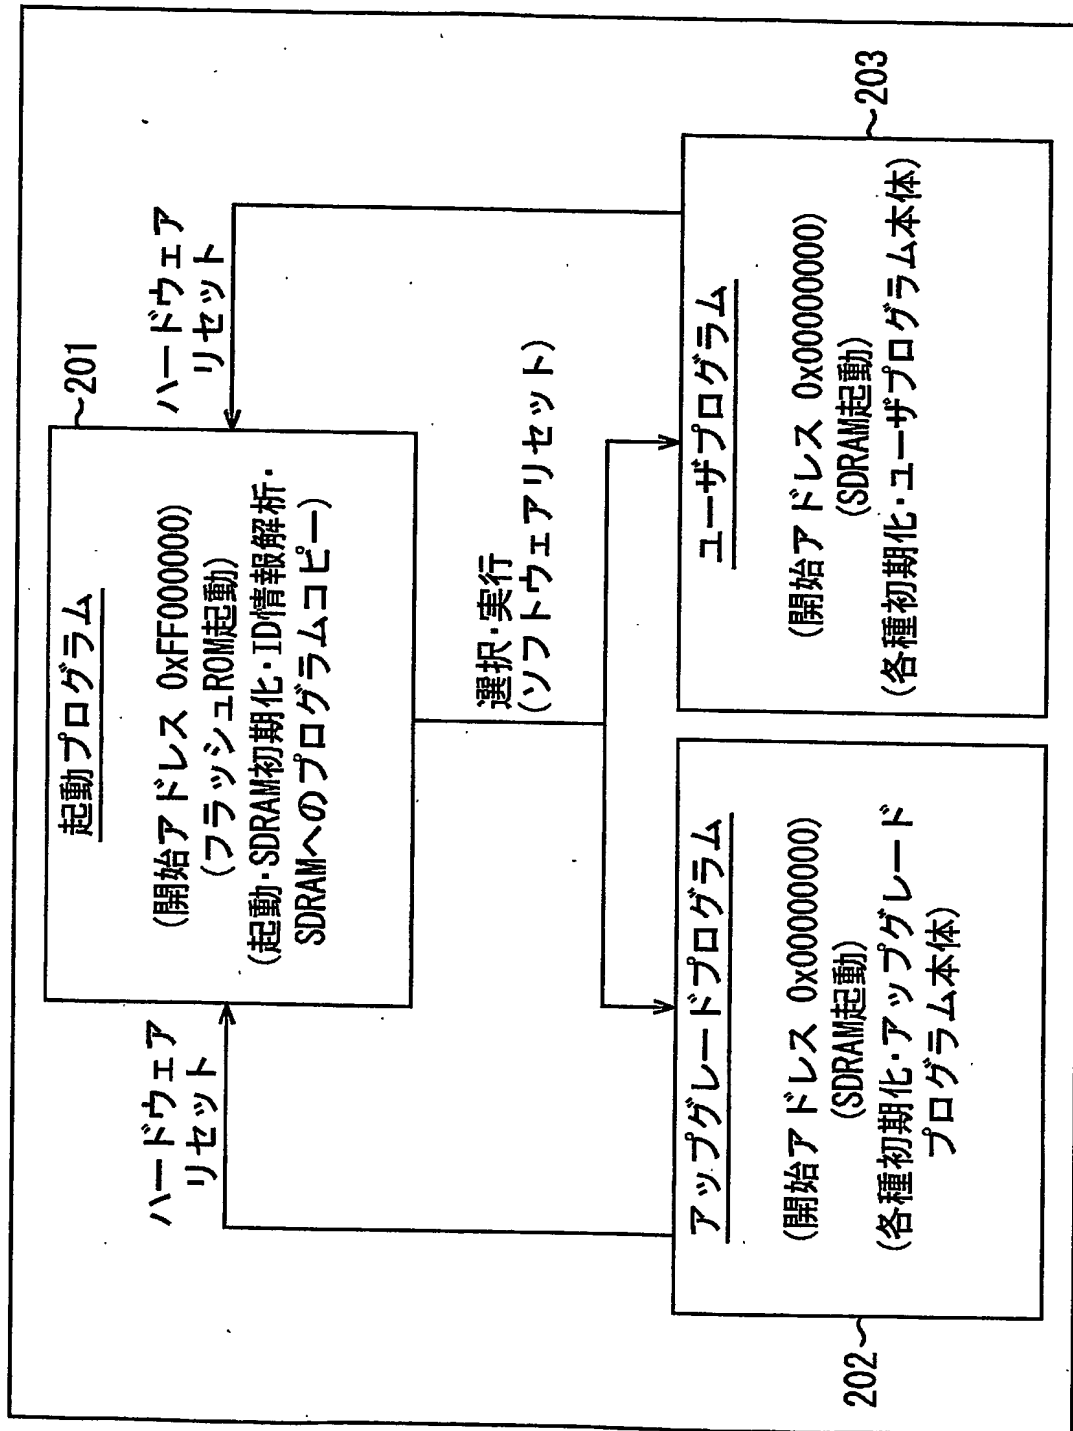 起動プログラム
~201
(開始アドレス 0xFF000000)
(フラッシュROM起動)
(起動・SDRAM初期化・ID情報解析・
SDRAMへのプログラムコピー)
ハードウェア
リセット
ハードウェア
リセット
選択・実行
(ソフトウェアリセット)
アップグレードプログラム
(開始アドレス 0x00000000)
(SDRAM起動)
(各種初期化・アップグレード
プログラム本体)
202~
ユーザプログラム
(開始アドレス 0x00000000)
(SDRAM起動)
(各種初期化・ユーザプログラム本体)
~203